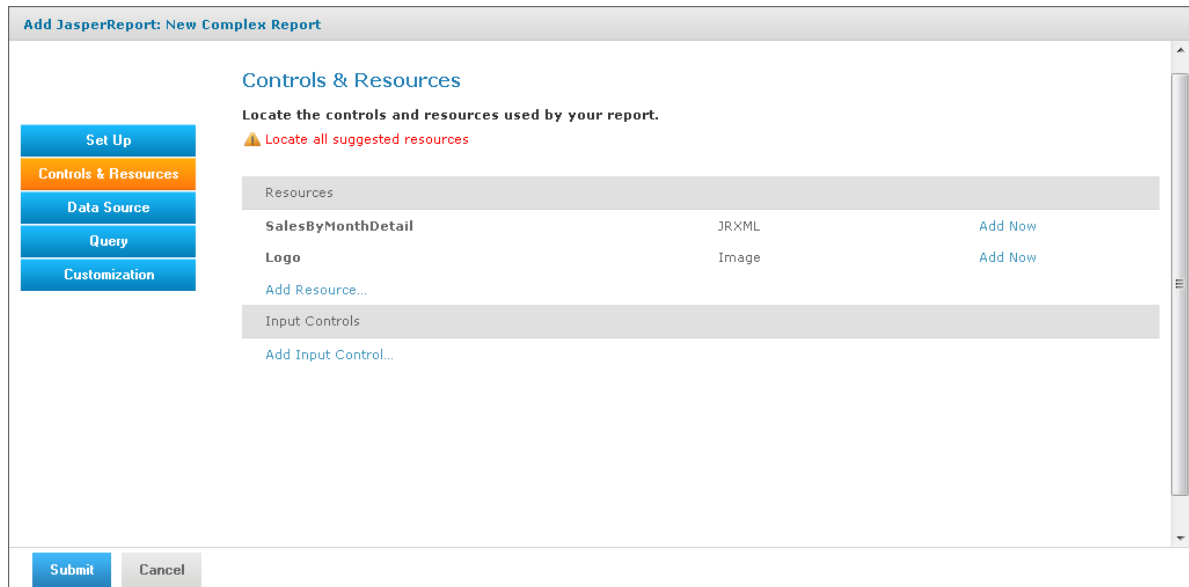 Add JasperReport: New Complex Report
Controls & Resources
Locate the controls and resources used by your report.
Locate all suggested resources
Set Up
Controls & Resources
Data Source
Query
Customization
Resources
SalesByMonthDetail JRXML Add Now
Logo Image Add Now
Add Resource...
Input Controls
Add Input Control...
Submit Cancel